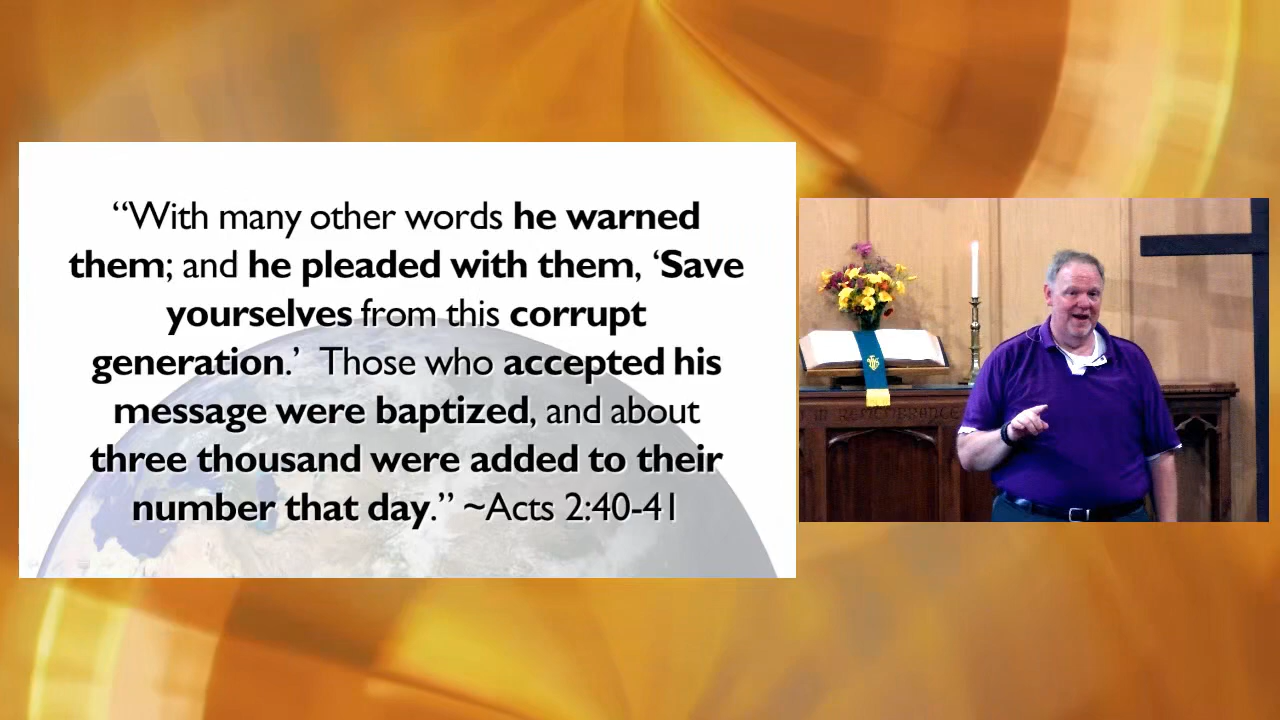 “With many other words he warned
them; and he pleaded with them, ‘Save
yourselves from this corrupt
generation.’  Those who accepted his
message were baptized, and about
three thousand were added to their
number that day.” ~Acts 2:40-41
IN REMEMBRANCE